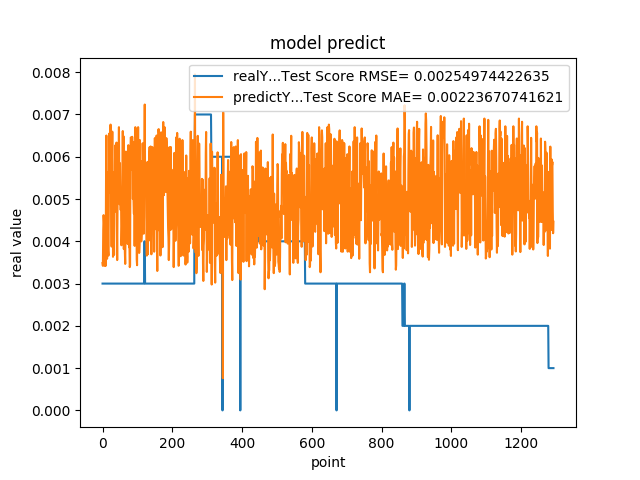 model predict
realY...Test Score RMSE= 0.00254974422635
predictY...Test Score MAE= 0.00223670741621
0.008
0.007
0.006
0.005
0.004
0.003
0.002
0.001
0.000
real value
0 200 400 600 800 1000 1200
point